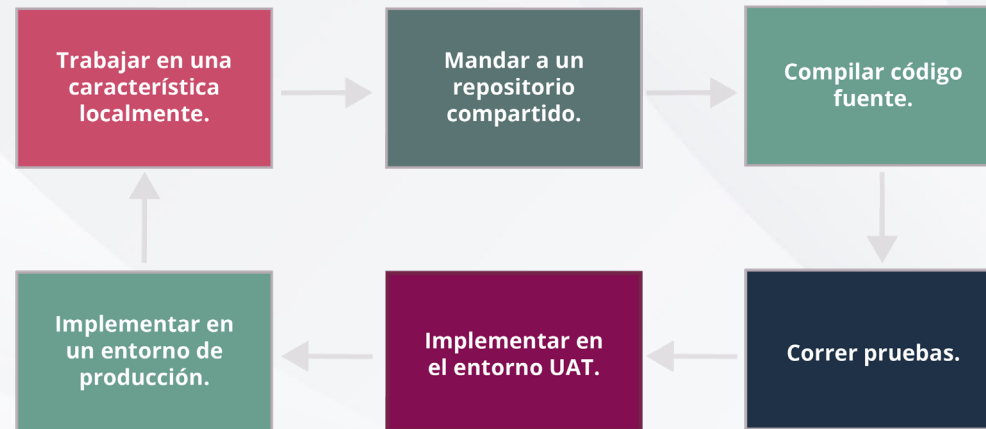 Trabajar en una
característica
localmente.
Mandar a un
repositorio
compartido.
Compilar código
fuente.
Correr pruebas.
Implementar en
el entorno UAT.
Implementar en
un entorno de
producción.